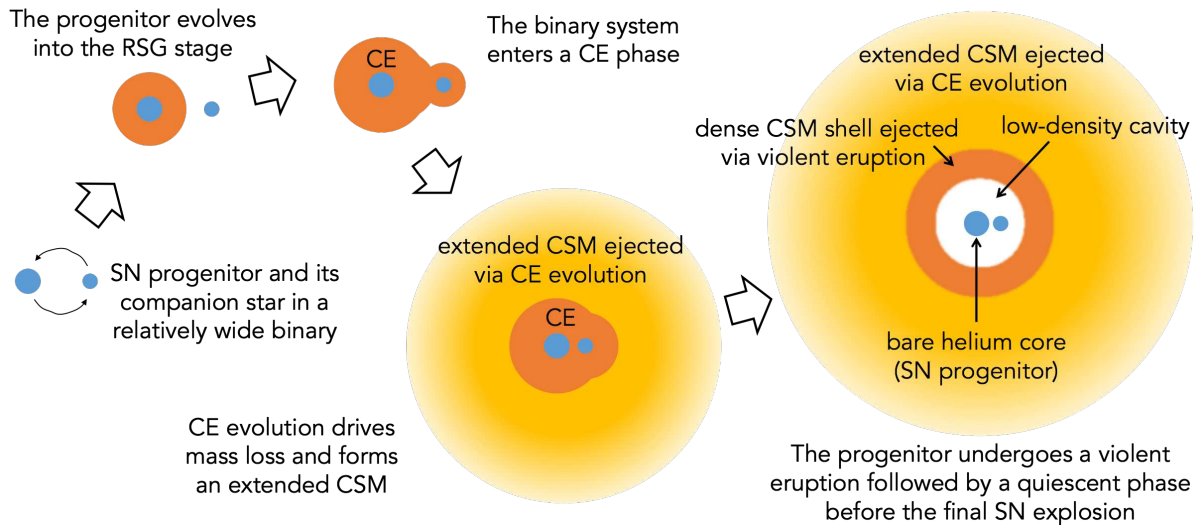 The progenitor evolves
into the RSG stage
CE
The binary system
enters a CE phase
SN progenitor and its
companion star in a
relatively wide binary
extended CSM ejected
via CE evolution
CE
CE evolution drives
mass loss and forms
an extended CSM
extended CSM ejected
via CE evolution
dense CSM shell ejected
via violent eruption
low-density cavity
bare helium core
(SN progenitor)
The progenitor undergoes a violent
eruption followed by a quiescent phase
before the final SN explosion